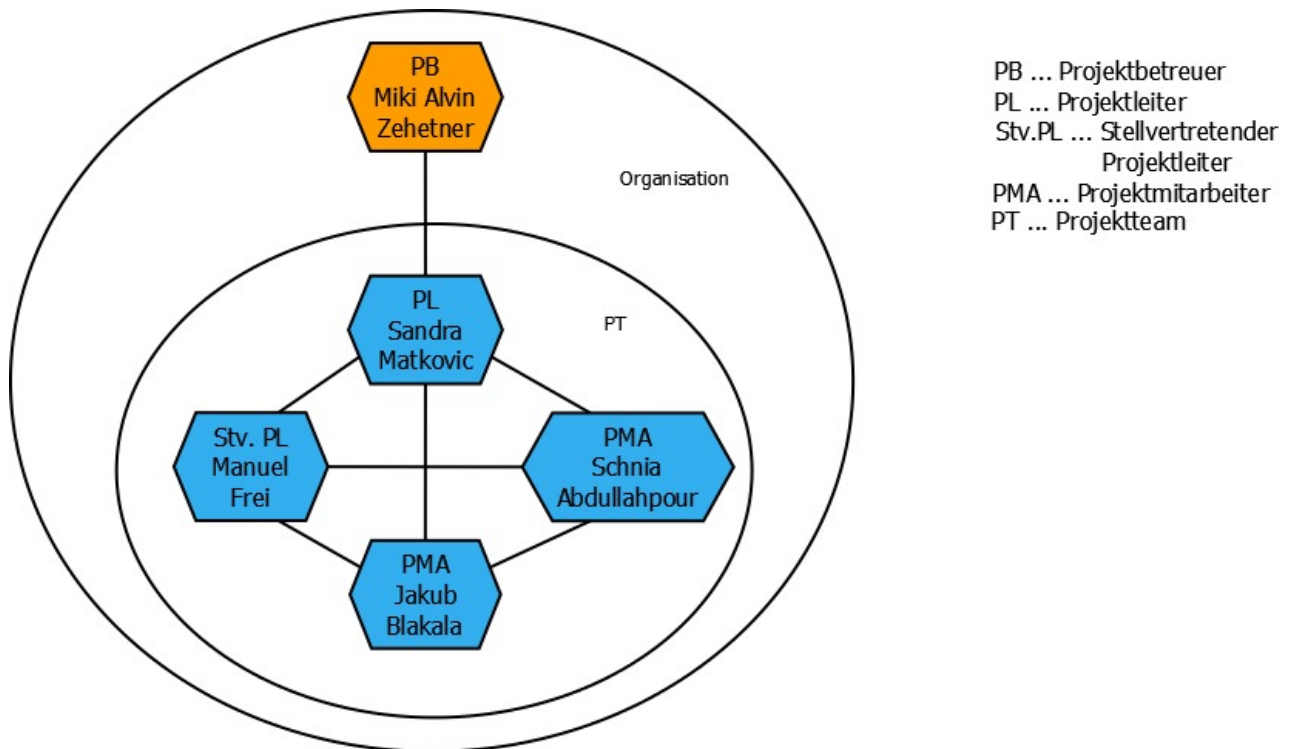 PB
Miki Alvin
Zehetner
Organisation
PL
Sandra
Matkovic
PT
Stv. PL
Manuel
Frei
PMA
Schnia
Abdullahpour
PMA
Jakub
Blakala
PB ... Projektbetreuer
PL ... Projektleiter
Stv.PL ... Stellvertretender
Projektleiter
PMA ... Projektmitarbeiter
PT ... Projektteam